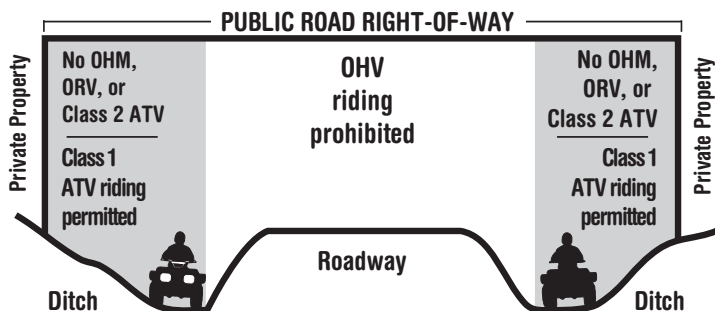 PUBLIC ROAD RIGHT-OF-WAY
Private Property
No OHM,
ORV, or
Class 2 ATV
Class 1
ATV riding
permitted
OHV
riding
prohibited
No OHM,
ORV, or
Class 2 ATV
Class 1
ATV riding
permitted
Private Property
Roadway
Ditch
Ditch